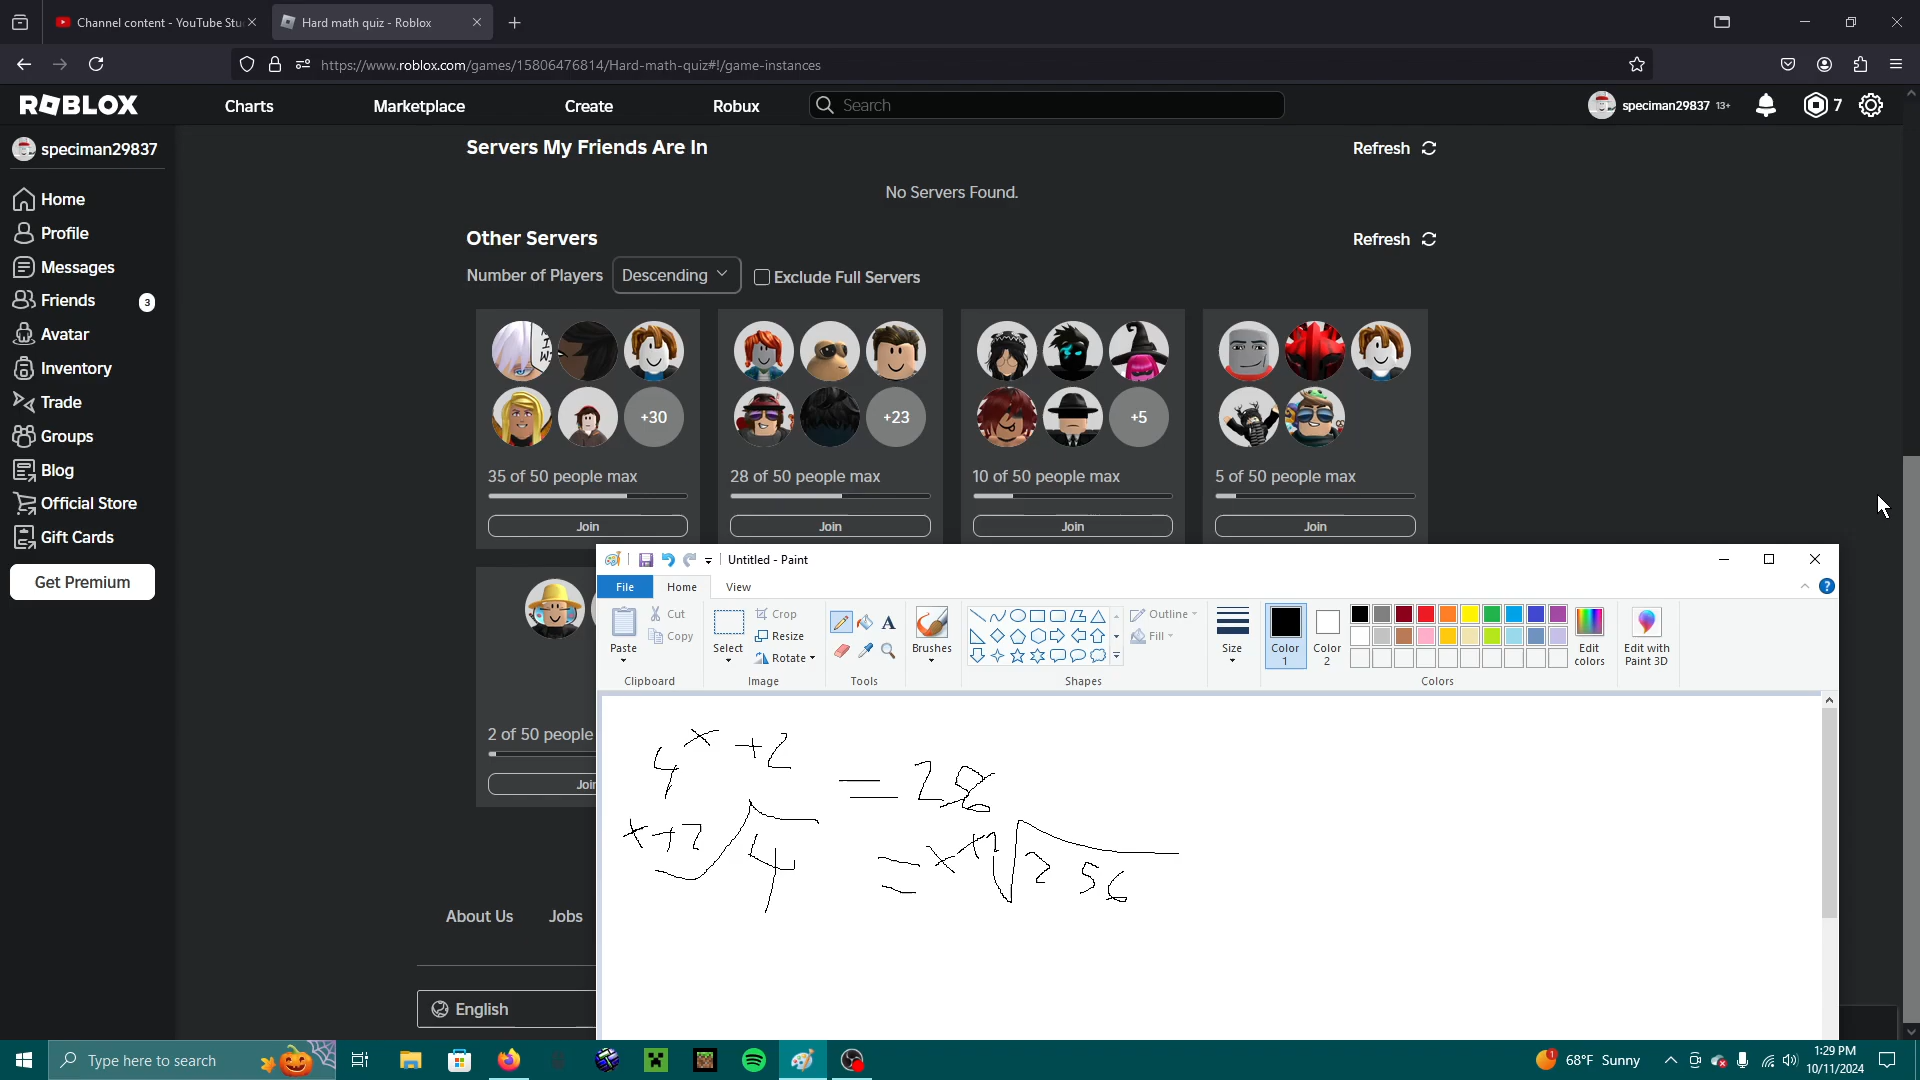 Channel content - YouTube Stu
Hard math quiz - Roblox
https://www.roblox.com/games/15806476814/Hard-math-quiz#!/game-instances
ROBLOX
Charts
Marketplace
Create
Robux
Search
speciman29837 13+
7
speciman29837
Home
Profile
Messages
Friends
3
Avatar
Inventory
Trade
Groups
Blog
Official Store
Gift Cards
Get Premium
Servers My Friends Are In
Refresh
No Servers Found.
Other Servers
Refresh
Number of Players
Descending
Exclude Full Servers
+30
+23
+5
35 of 50 people max
28 of 50 people max
10 of 50 people max
5 of 50 people max
Join
Join
Join
Join
2 of 50 people
Join
About Us
Jobs
English
Untitled - Paint
File
Home
View
Paste
Cut
Copy
Clipboard
Select
Crop
Resize
Rotate
Image
A
Tools
Brushes
Outline
Fill
Shapes
Size
Color 1
Color 2
Edit colors
Edit with Paint 3D
Colors
4^x+2 = 28
x+2√4 = x+2√256
Type here to search
1
68°F Sunny
1:29 PM
10/11/2024